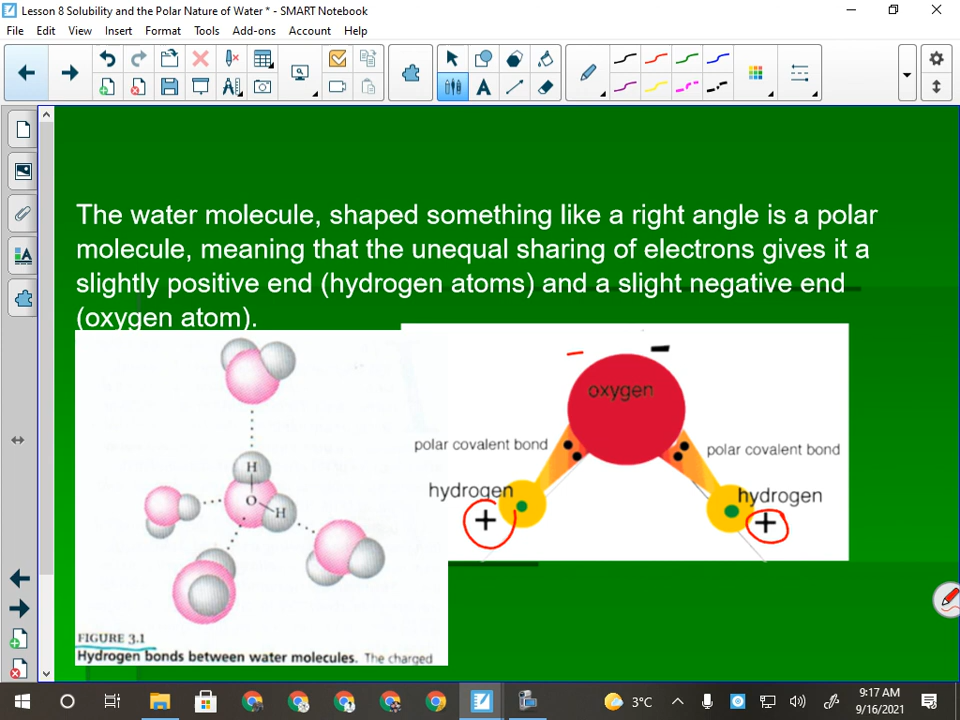 Lesson 8 Solubility and the Polar Nature of Water * - SMART Notebook
File Edit View Insert Format Tools Add-ons Account Help
The water molecule, shaped something like a right angle is a polar
molecule, meaning that the unequal sharing of electrons gives it a
slightly positive end (hydrogen atoms) and a slight negative end
(oxygen atom).
H
O
H
FIGURE 3.1
Hydrogen bonds between water molecules. The charged
oxygen
polar covalent bond
polar covalent bond
hydrogen
hydrogen
+
+
3°C
9:17 AM
9/16/2021